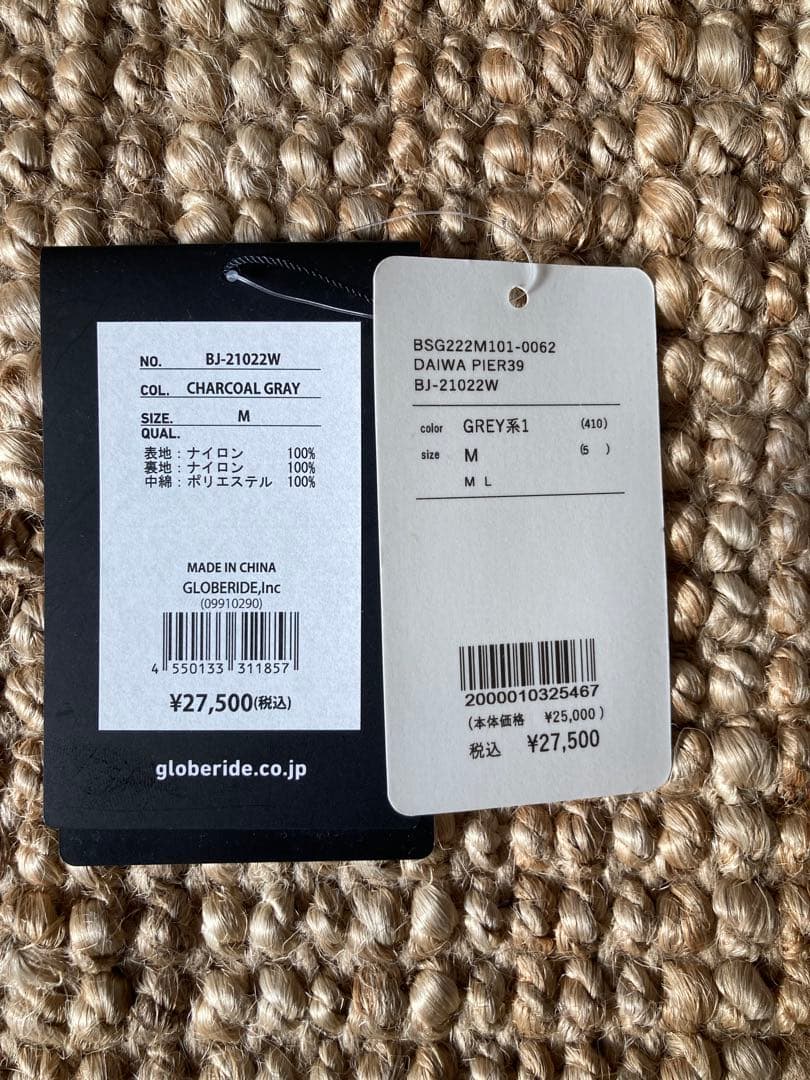 NO. BJ-21022W
COL. CHARCOAL GRAY
SIZE. M
QUAL.
表地：ナイロン 100%
裏地：ナイロン 100%
中綿：ポリエステル 100%
MADE IN CHINA
GLOBERIDE,Inc
(09910290)
4 550133 311857
¥27,500(税込)
globeride.co.jp
BSG222M101-0062
DAIWA PIER39
BJ-21022W
color GREY系1 (410)
size M (5 )
M L
2000010325467
(本体価格 ¥25,000 )
税込 ¥27,500